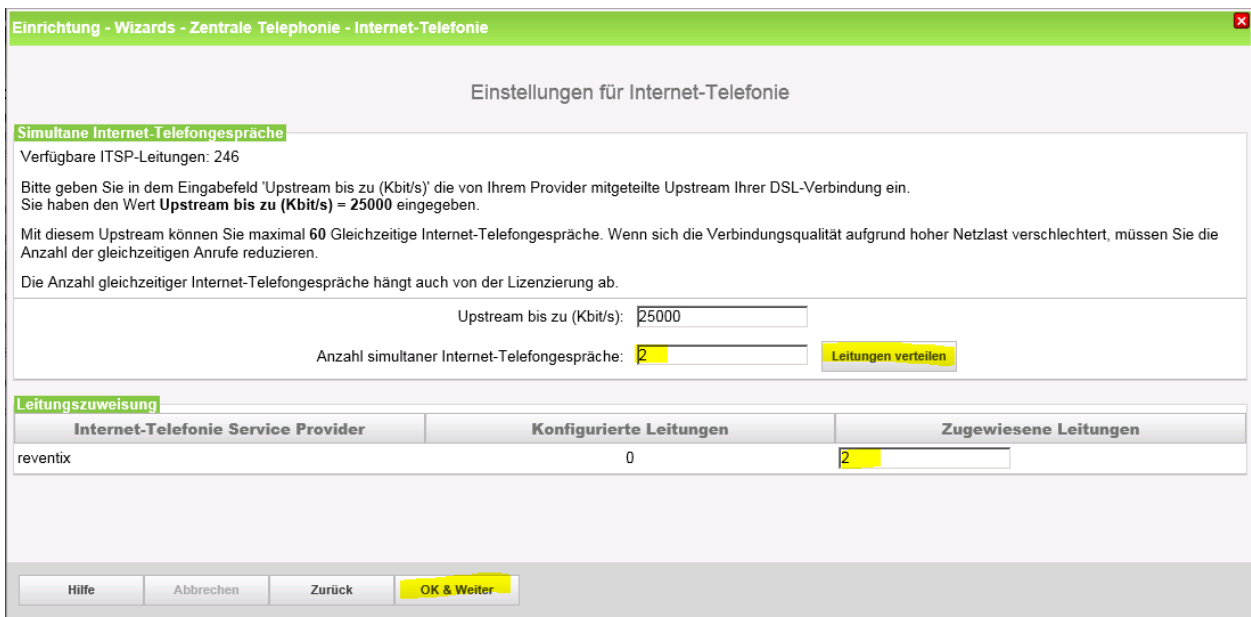 Einrichtung - Wizards - Zentrale Telephonie - Internet-Telefonie
Einstellungen für Internet-Telefonie
Simultane Internet-Telefongespräche
Verfügbare ITSP-Leitungen: 246
Bitte geben Sie in dem Eingabefeld 'Upstream bis zu (Kbit/s)' die von Ihrem Provider mitgeteilte Upstream Ihrer DSL-Verbindung ein.
Sie haben den Wert Upstream bis zu (Kbit/s) = 25000 eingegeben.
Mit diesem Upstream können Sie maximal 60 Gleichzeitige Internet-Telefongespräche. Wenn sich die Verbindungsqualität aufgrund hoher Netzlast verschlechtert, müssen Sie die
Anzahl der gleichzeitigen Anrufe reduzieren.
Die Anzahl gleichzeitiger Internet-Telefongespräche hängt auch von der Lizenzierung ab.
Upstream bis zu (Kbit/s): 25000
Anzahl simultaner Internet-Telefongespräche: 2 Leitungen verteilen
Leitungszuweisung
Internet-Telefonie Service Provider Konfigurierte Leitungen Zugewiesene Leitungen
reventix 0 2
Hilfe Abbrechen Zurück OK & Weiter